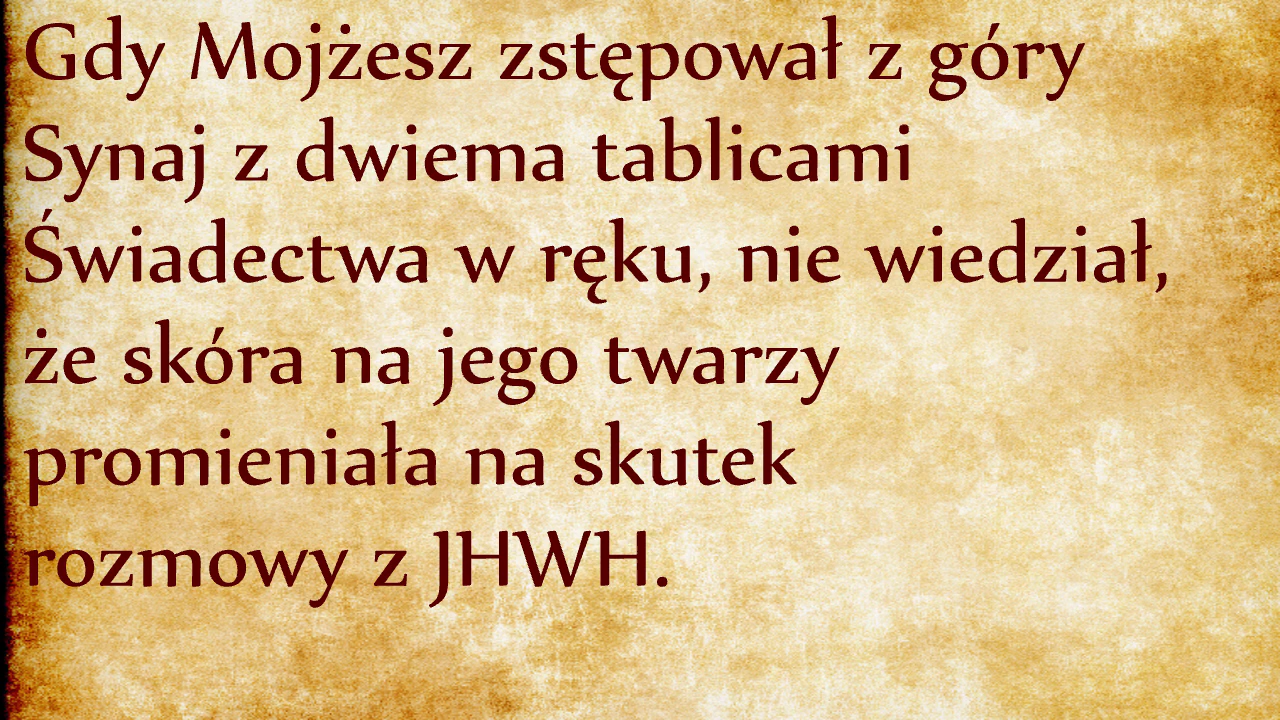 Gdy Mojżesz zstępował z góry
Synaj z dwiema tablicami
Świadectwa w ręku, nie wiedział,
że skóra na jego twarzy
promieniała na skutek
rozmowy z JHWH.